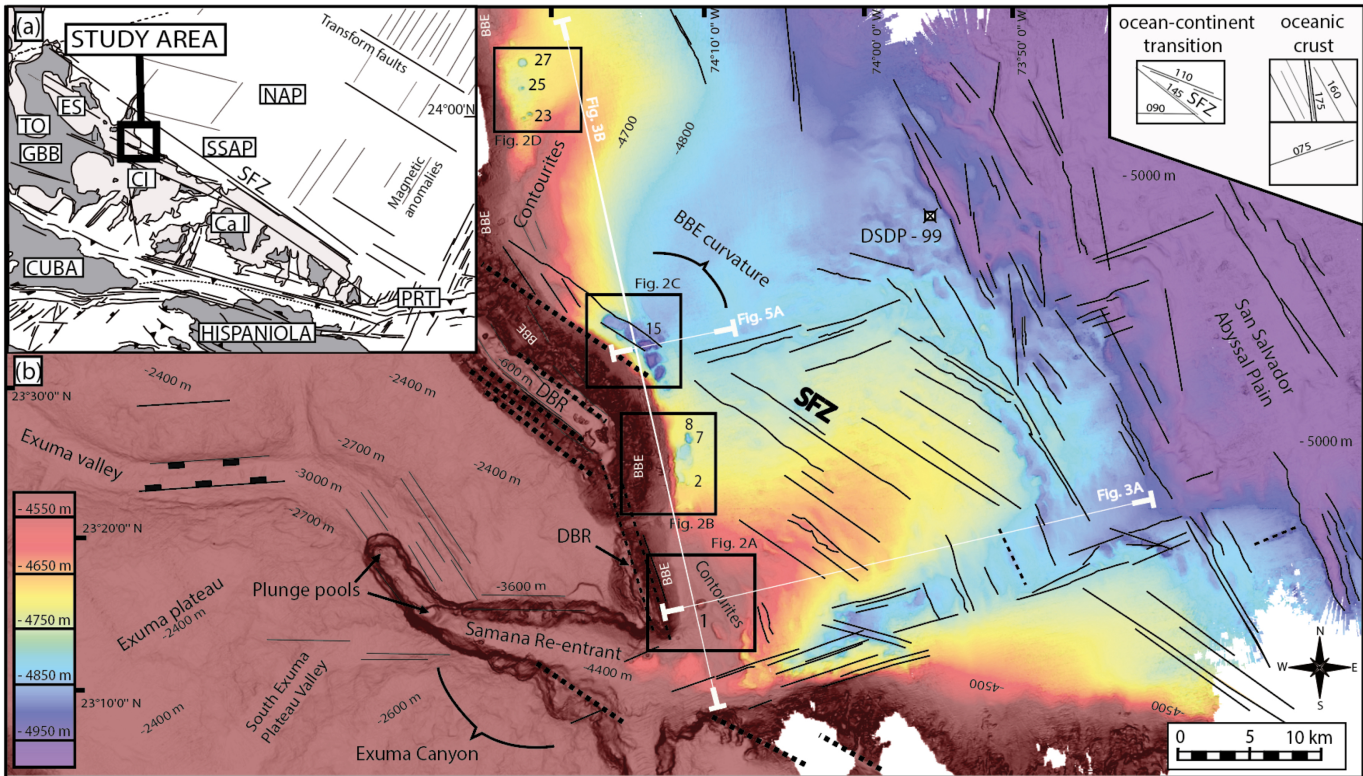 (a)
STUDY AREA
Transform faults
NAP
24°00'N
ES
TO
GBB
SSAP
SFZ
CI
Magnetic
anomalies
Ca I
CUBA
PRT
HISPANIOLA
BBE
74°10' 0" W
74°00' 0" W
73°50' 0" W
27
25
23
Fig. 2D
Fig. 3B
-4700
-4800
Contourites
BBE
BBE curvature
DSDP - 99
- 5000 m
ocean-continent
transition
110
145
SFZ
090
oceanic
crust
160
175
075
Fig. 2C
15
Fig. 5A
San Salvador
Abyssal Plain
- 5000 m
(b)
23°30'0'' N
-2400 m
-2400 m
BBE
-600 m
DBR
SFZ
Exuma valley
-2700 m
-3000 m
-2400 m
-2700 m
BBE
8
7
2
Fig. 2B
Fig. 3A
- 4550 m
- 4650 m
- 4750 m
- 4850 m
- 4950 m
23°20'0" N
23°10'0" N
DBR
Fig. 2A
BBE
Contourites
1
Plunge pools
-3600 m
Exuma plateau
-2400 m
Samana Re-entrant
-4400
South Exuma
Plateau Valley
-2400 m
-2600 m
Exuma Canyon
-4500
-4500
N
W
E
S
0 5 10 km